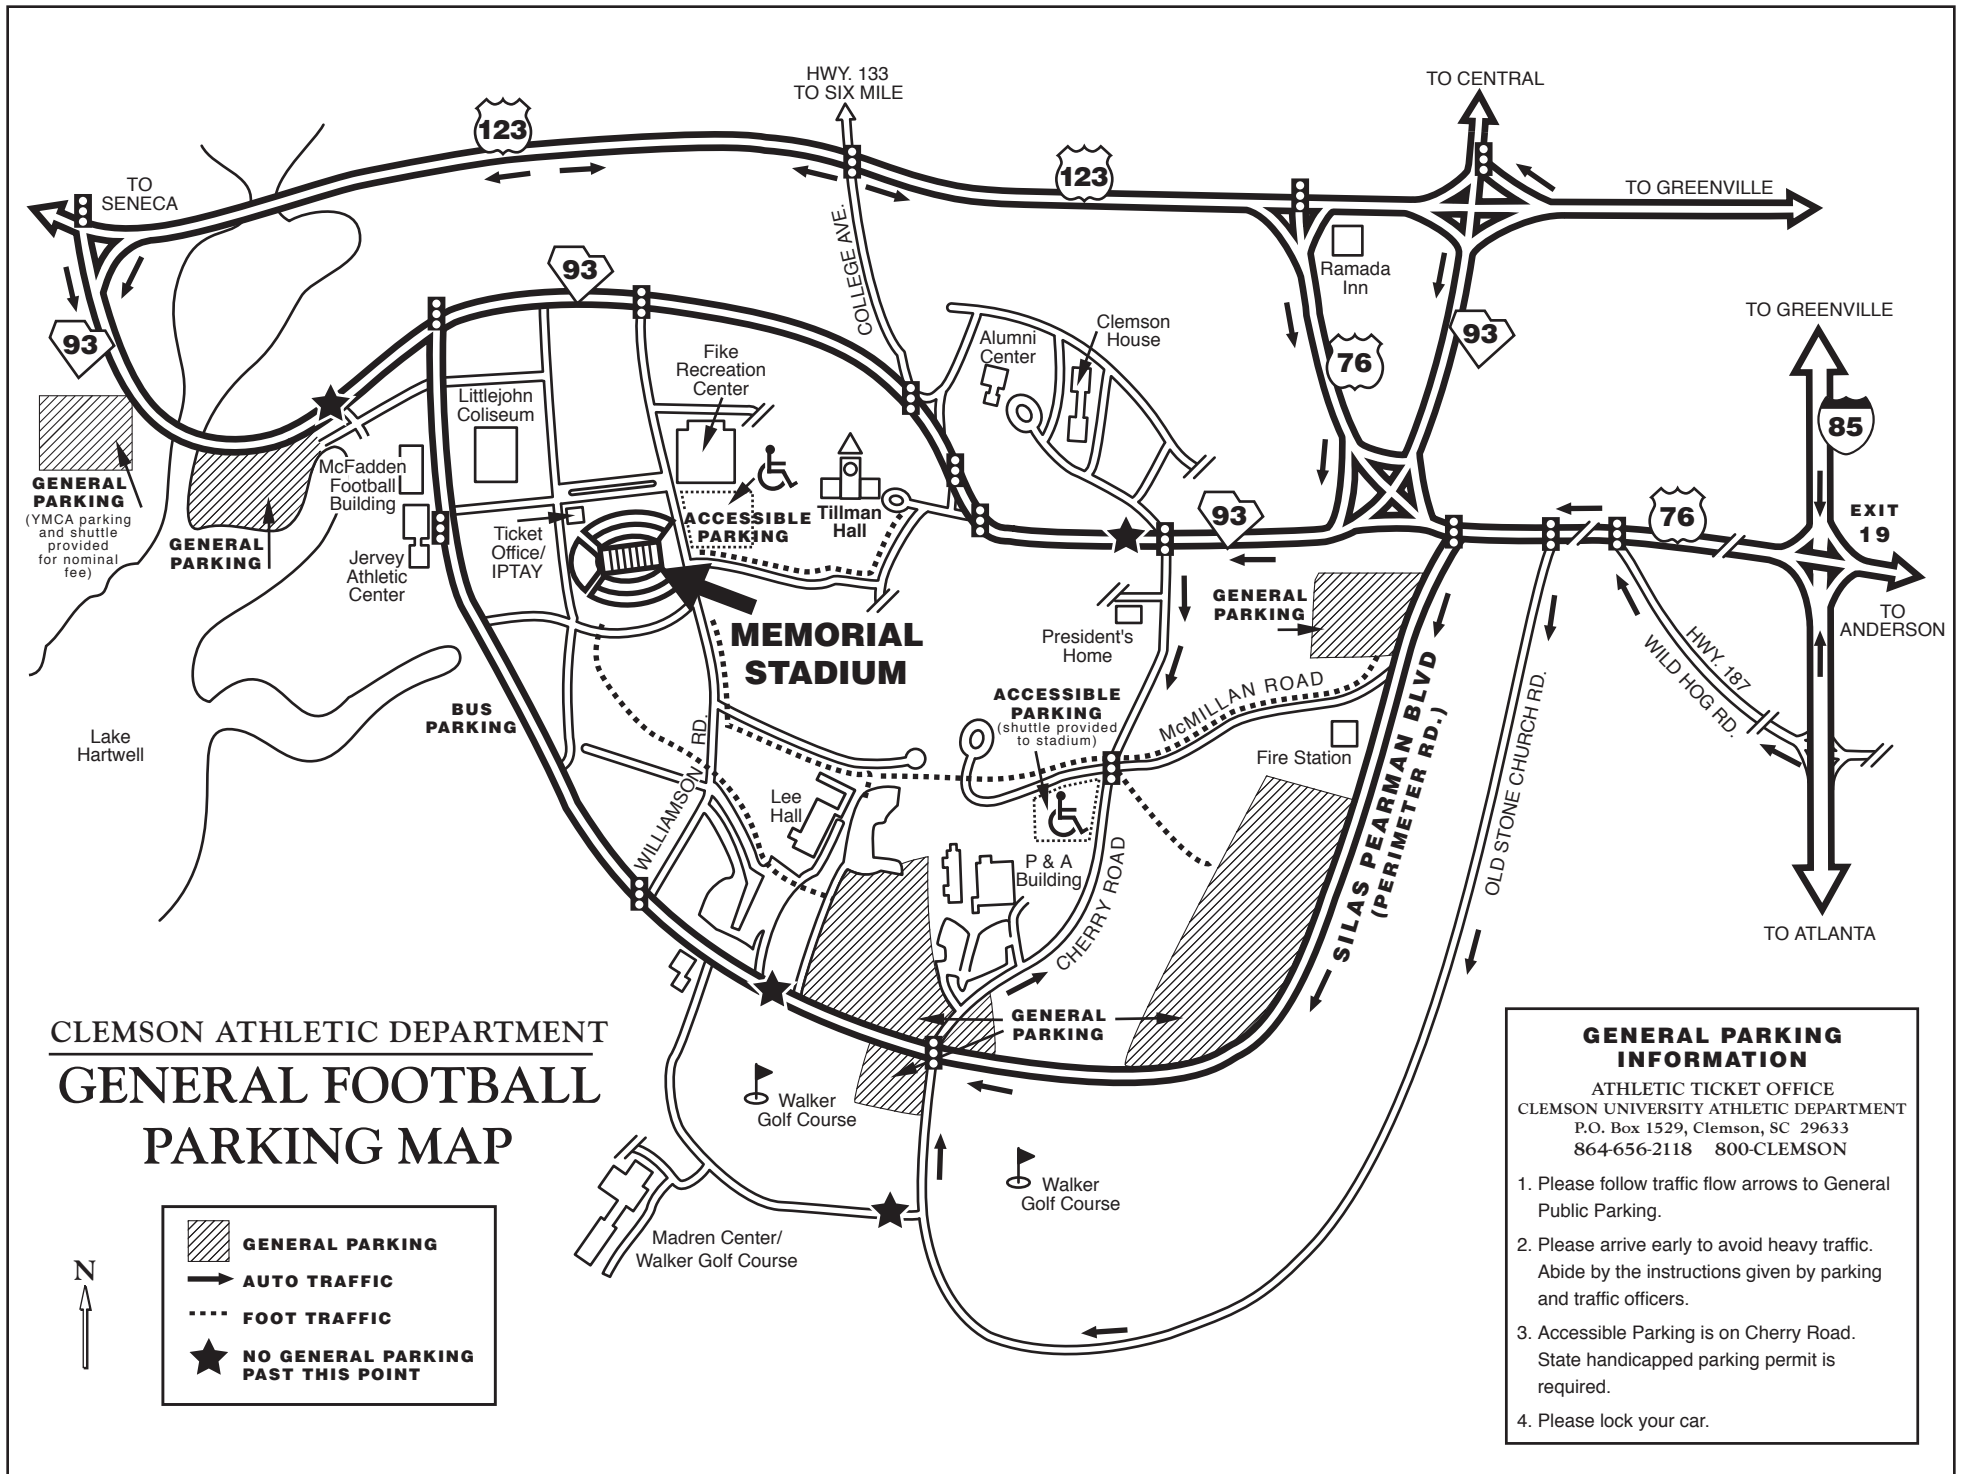 HWY. 133
TO SIX MILE
TO CENTRAL
123
123
TO
SENECA
TO GREENVILLE
93
COLLEGE AVE.
Ramada
Inn
TO GREENVILLE
93
Clemson
House
Alumni
Center
93
76
Fike
Recreation
Center
Littlejohn
Coliseum
85
McFadden
Football
Building
GENERAL
PARKING
(YMCA parking
and shuttle
provided
for nominal
fee)
GENERAL
PARKING
Jervey
Athletic
Center
Ticket
Office/
IPTAY
ACCESSIBLE
PARKING
Tillman
Hall
93
76
EXIT
19
TO
ANDERSON
GENERAL
PARKING
President's
Home
MEMORIAL
STADIUM
HWY. 187
WILD HOG RD.
BUS
PARKING
ACCESSIBLE
PARKING
(shuttle provided
to stadium)
McMILLAN ROAD
Fire Station
SILAS PEARMAN BLVD
(PERIMETER RD.)
OLD STONE CHURCH RD.
Lake
Hartwell
WILLIAMSON RD.
Lee
Hall
P & A
Building
CHERRY ROAD
TO ATLANTA
GENERAL
PARKING
Walker
Golf Course
Walker
Golf Course
Madren Center/
Walker Golf Course
CLEMSON ATHLETIC DEPARTMENT
GENERAL FOOTBALL
PARKING MAP
N
GENERAL PARKING
AUTO TRAFFIC
FOOT TRAFFIC
NO GENERAL PARKING
PAST THIS POINT
GENERAL PARKING
INFORMATION
ATHLETIC TICKET OFFICE
CLEMSON UNIVERSITY ATHLETIC DEPARTMENT
P.O. Box 1529, Clemson, SC 29633
864-656-2118 800-CLEMSON
1. Please follow traffic flow arrows to General
Public Parking.
2. Please arrive early to avoid heavy traffic.
Abide by the instructions given by parking
and traffic officers.
3. Accessible Parking is on Cherry Road.
State handicapped parking permit is
required.
4. Please lock your car.